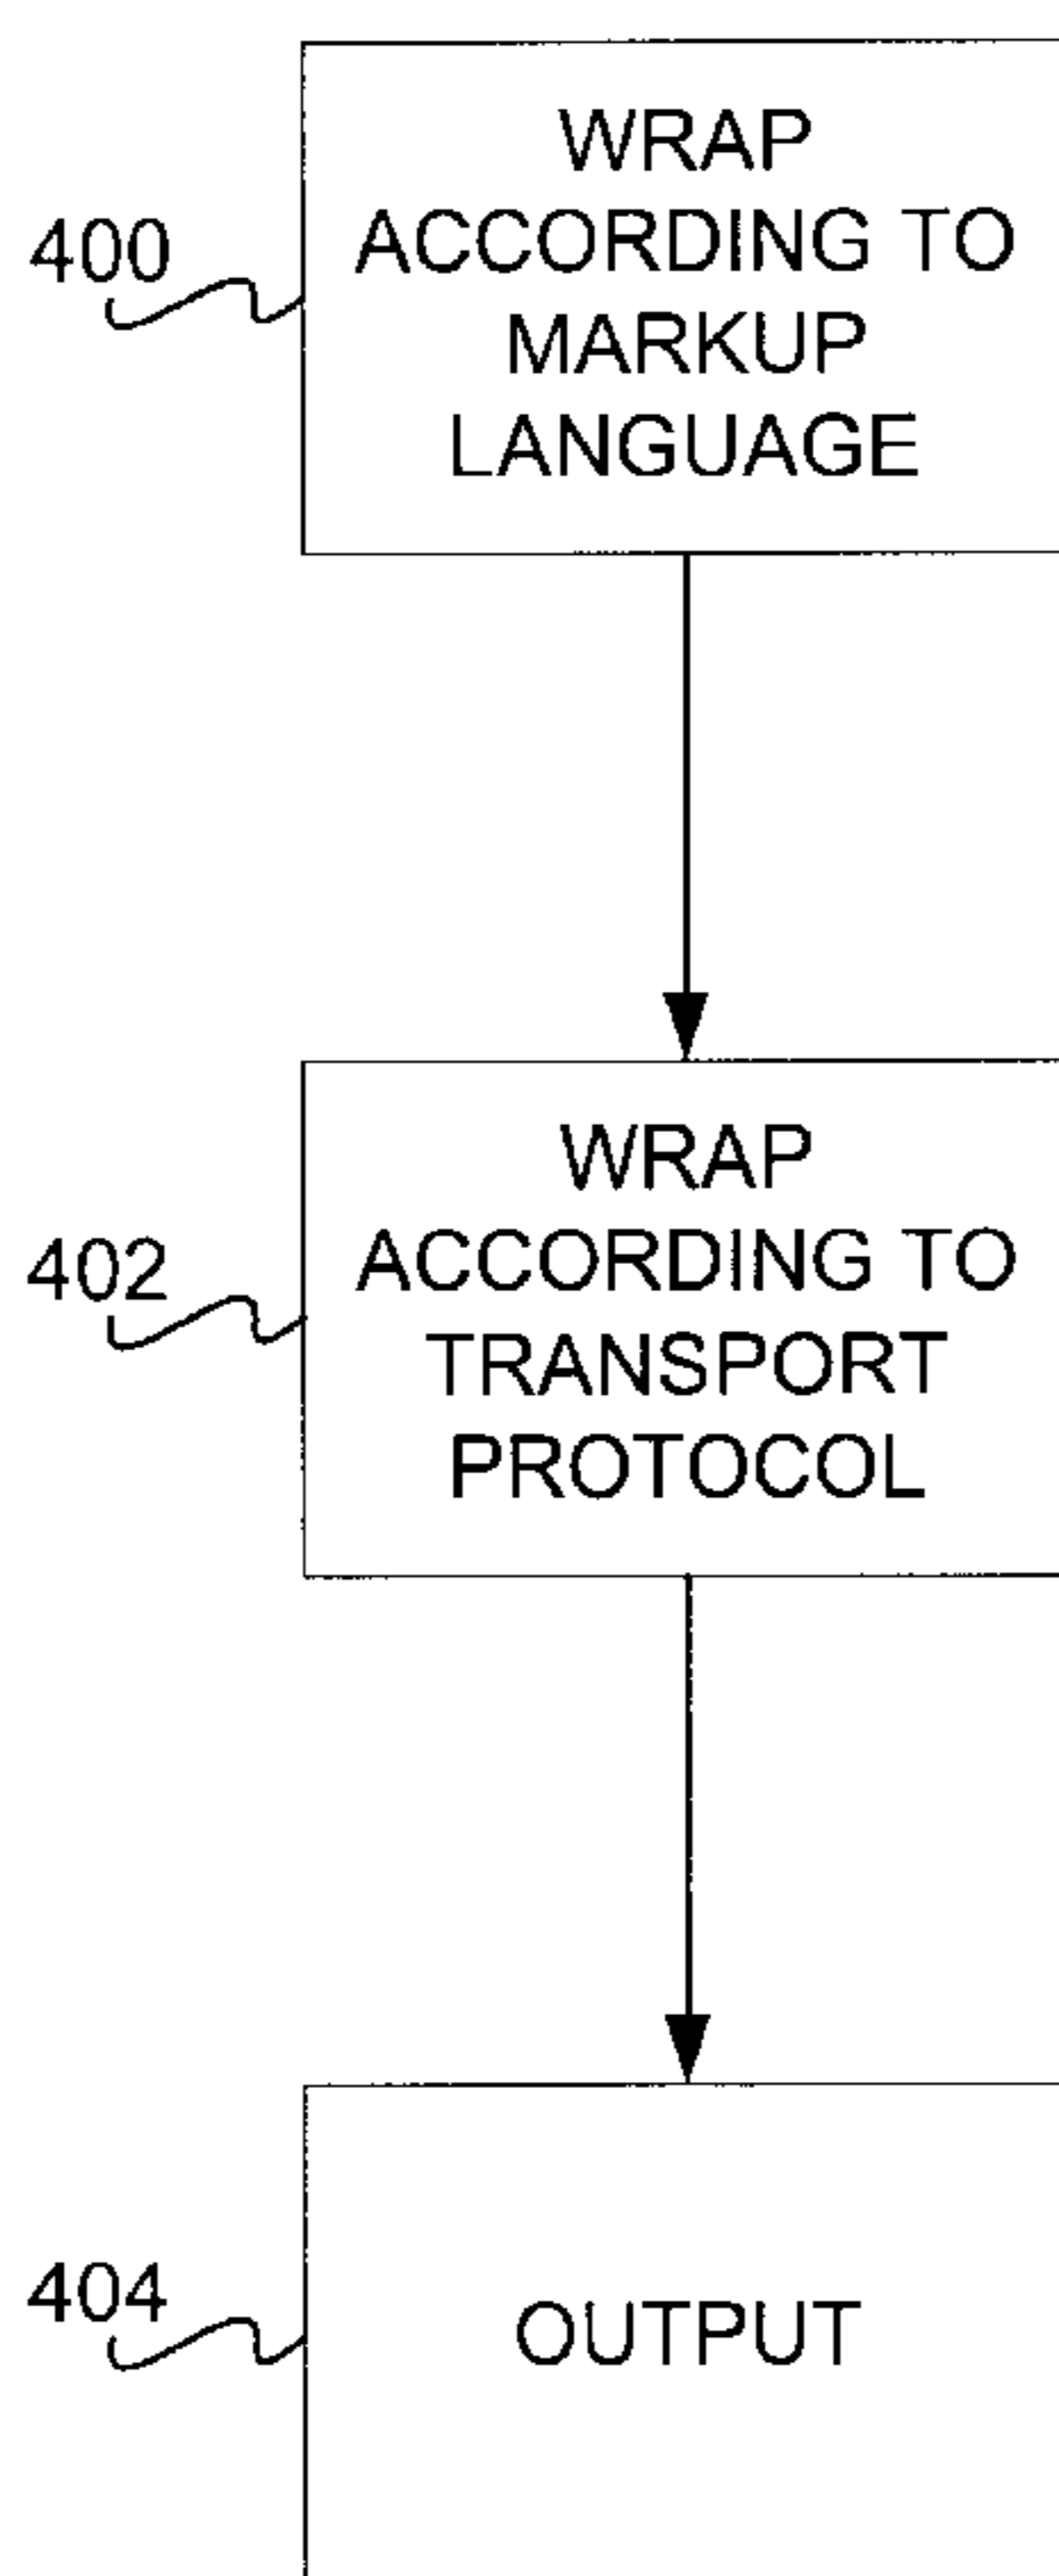 WRAP
400
ACCORDING TO
MARKUP
LANGUAGE
WRAP
402
ACCORDING TO
TRANSPORT
PROTOCOL
404
OUTPUT